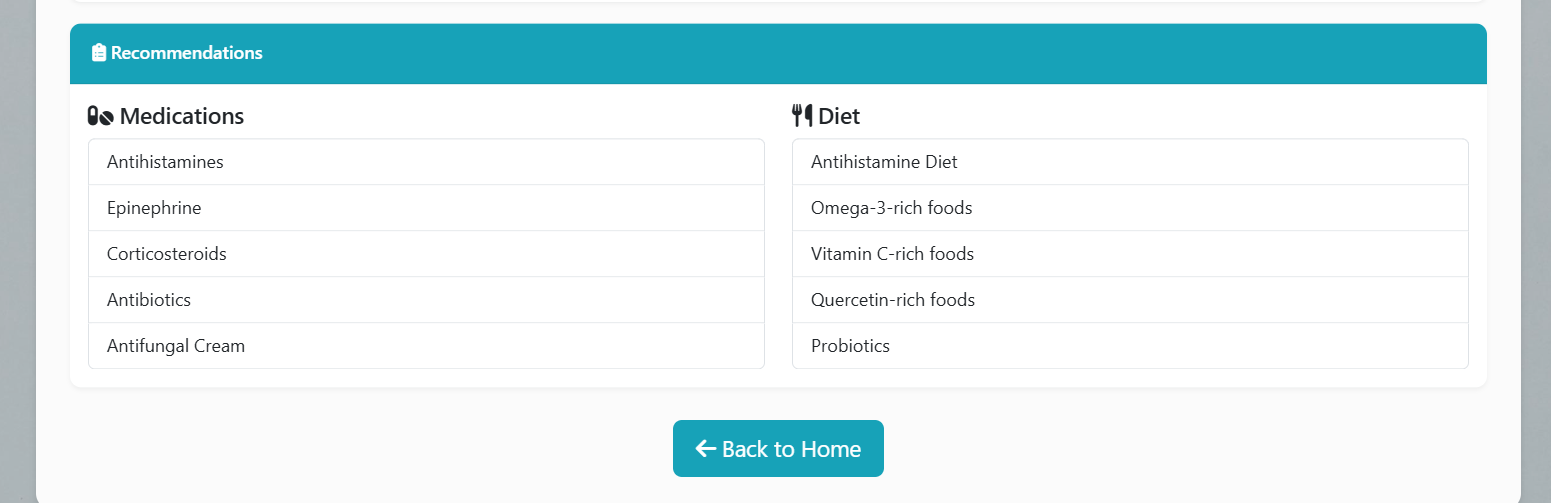 Recommendations
Medications
Antihistamines
Epinephrine
Corticosteroids
Antibiotics
Antifungal Cream
Diet
Antihistamine Diet
Omega-3-rich foods
Vitamin C-rich foods
Quercetin-rich foods
Probiotics
Back to Home